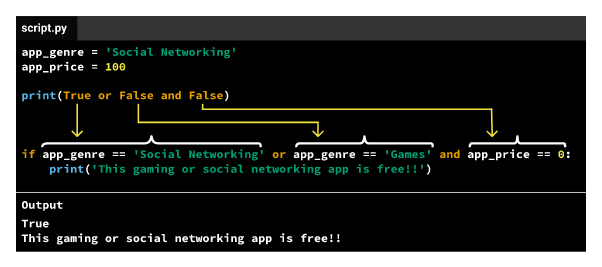 script.py
app_genre = 'Social Networking'
app_price = 100
print(True or False and False)
if app_genre == 'Social Networking' or app_genre == 'Games' and app_price == 0:
print('This gaming or social networking app is free!!')
Output
True
This gaming or social networking app is free!!